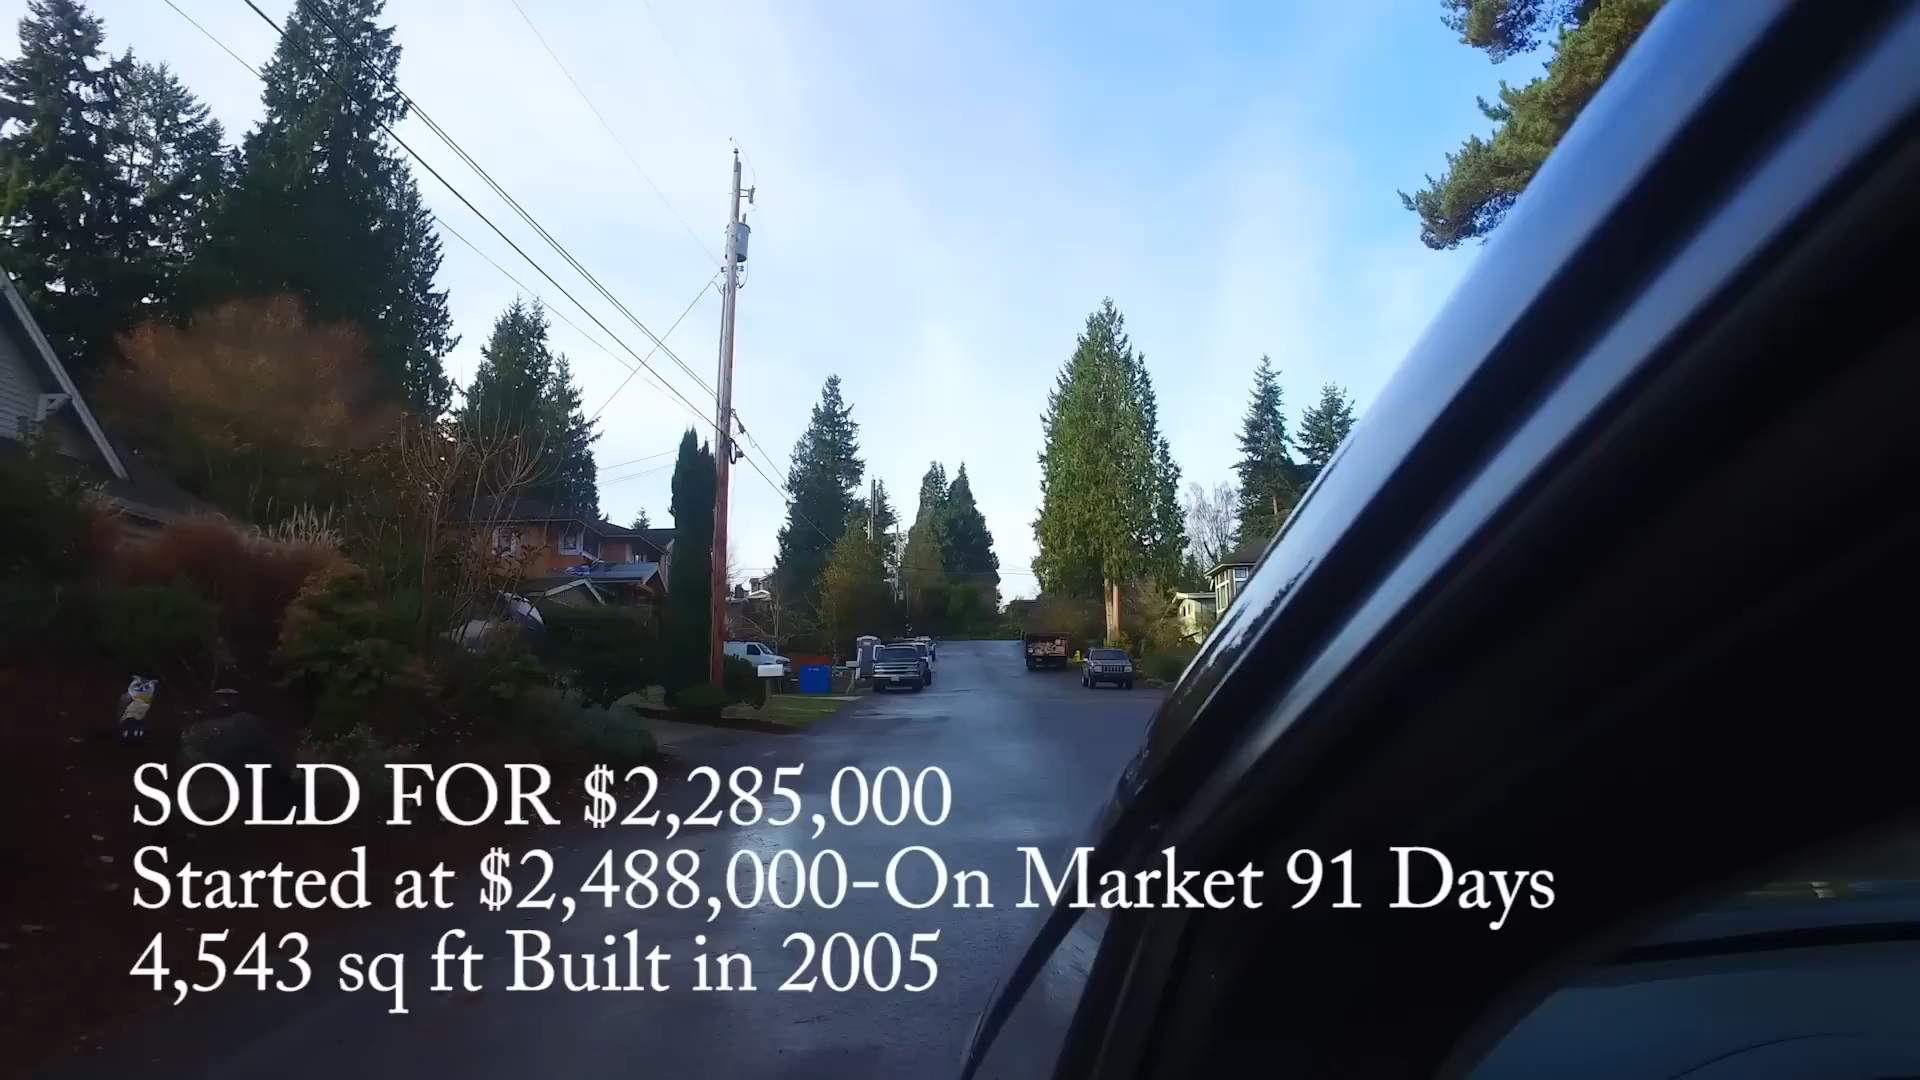 SOLD FOR $2,285,000
Started at $2,488,000-On Market 91 Days
4,543 sq ft Built in 2005